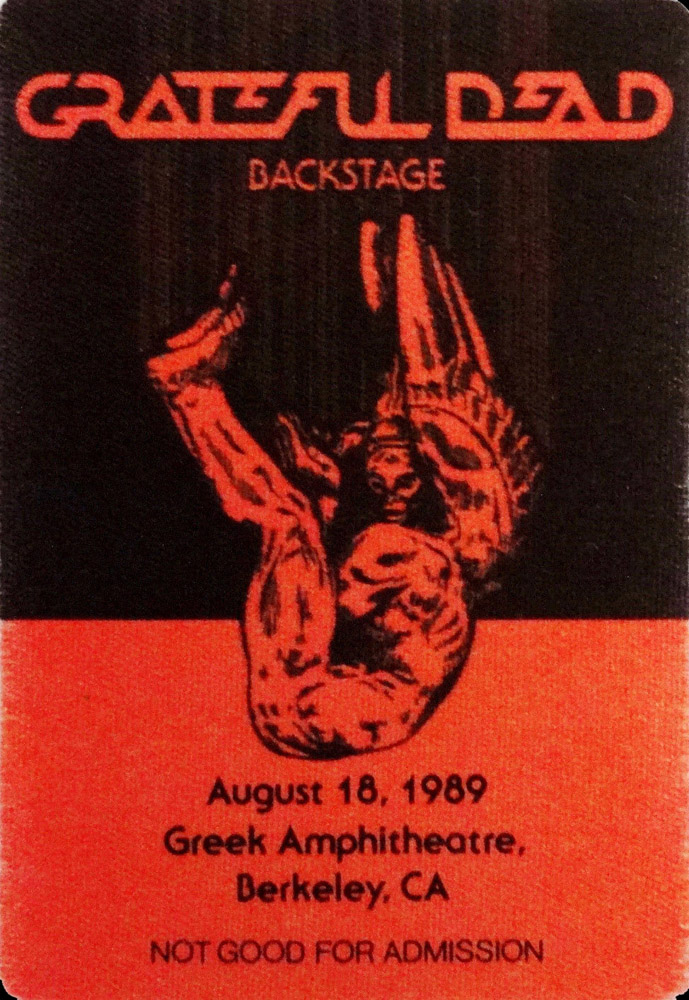 GRATEFUL DEAD
BACKSTAGE
August 18, 1989
Greek Amphitheatre,
Berkeley, CA
NOT GOOD FOR ADMISSION